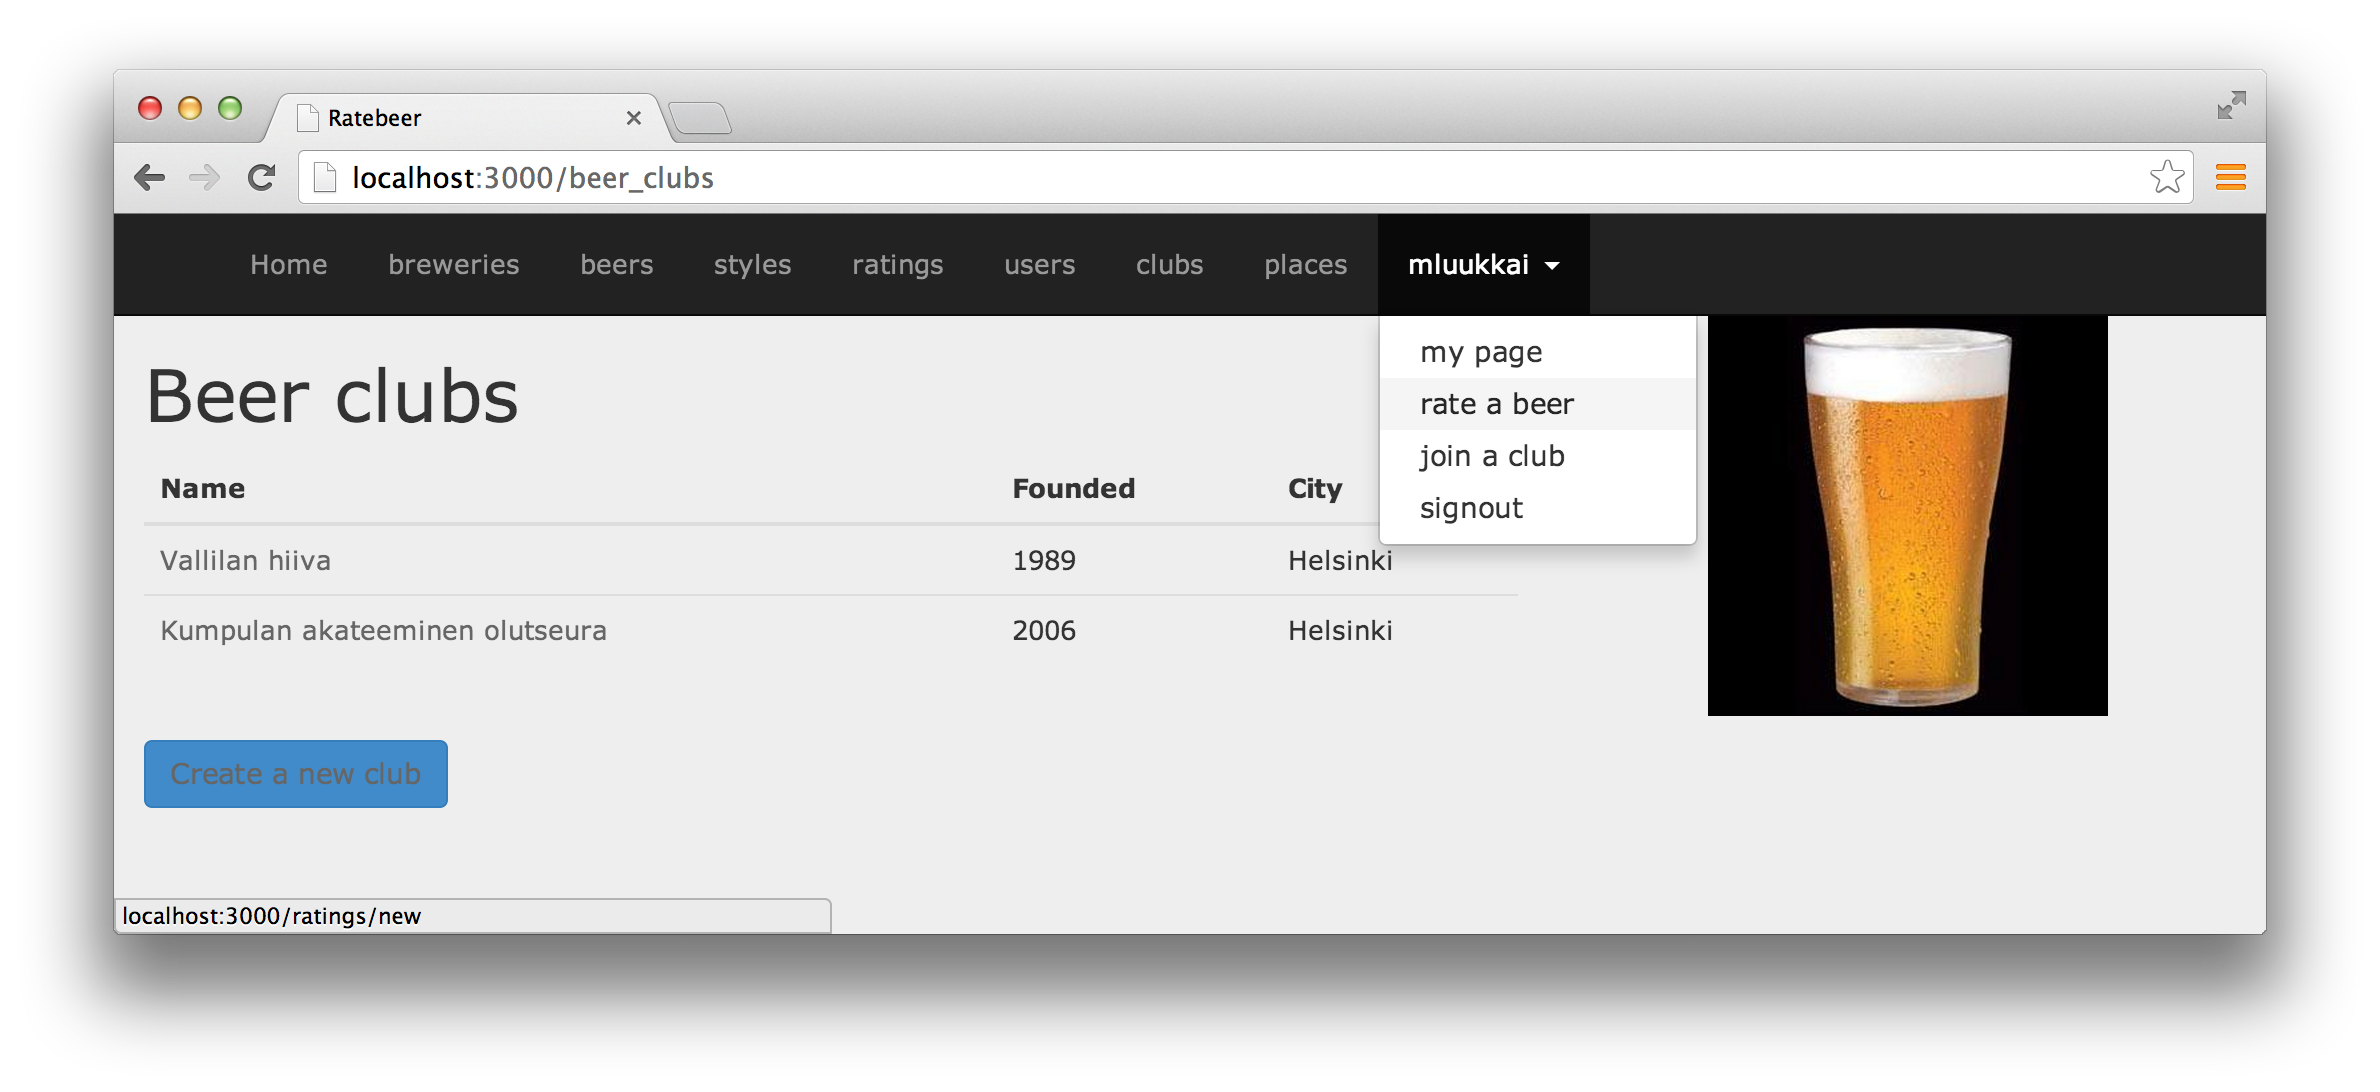 Ratebeer
localhost:3000/beer_clubs
Home breweries beers styles ratings users clubs places mluukkai
my page
rate a beer
join a club
signout
Beer clubs
Name Founded City
Vallilan hiiva 1989 Helsinki
Kumpulan akateeminen olutseura 2006 Helsinki
Create a new club
localhost:3000/ratings/new